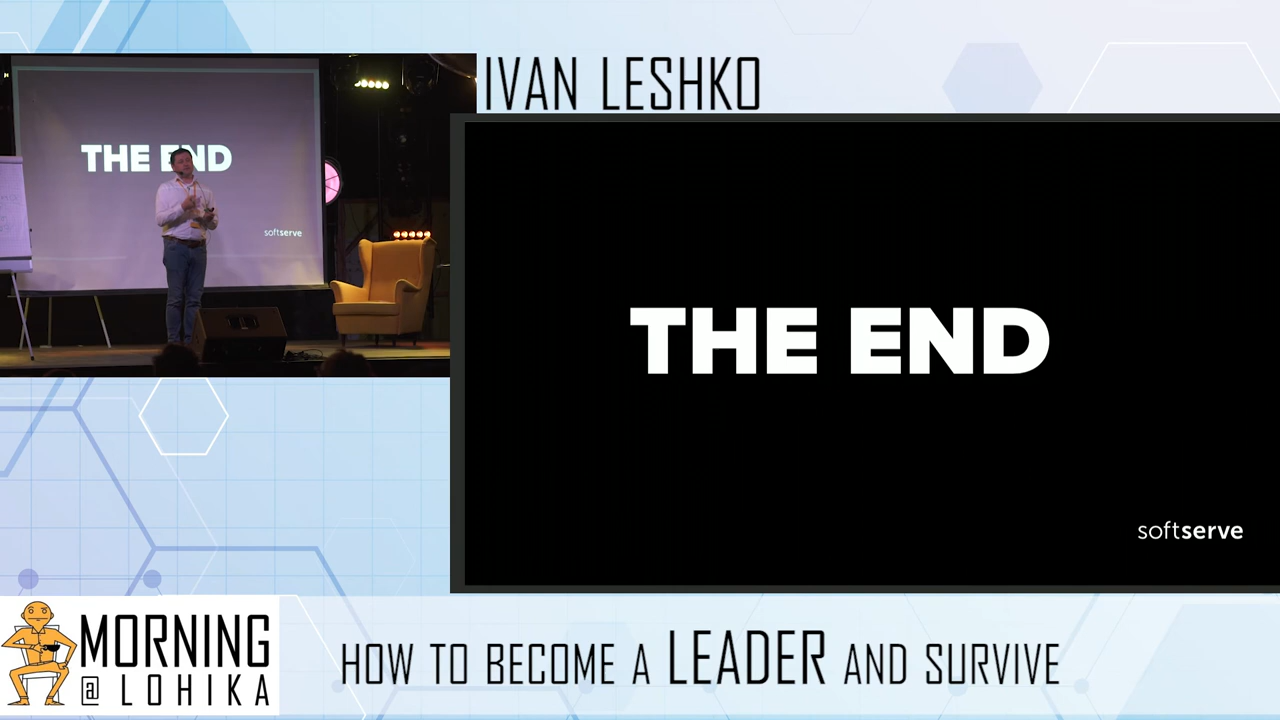 IVAN LESHKO
THE END
softserve
THE END
softserve
MORNING
@ LOHIKA
HOW TO BECOME A LEADER AND SURVIVE